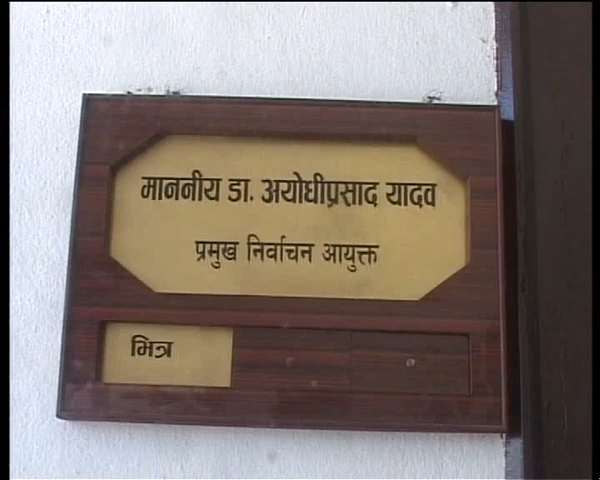 माननीय डा. अयोधीप्रसाद यादव
प्रमुख निर्वाचन आयुक्त
भित्र